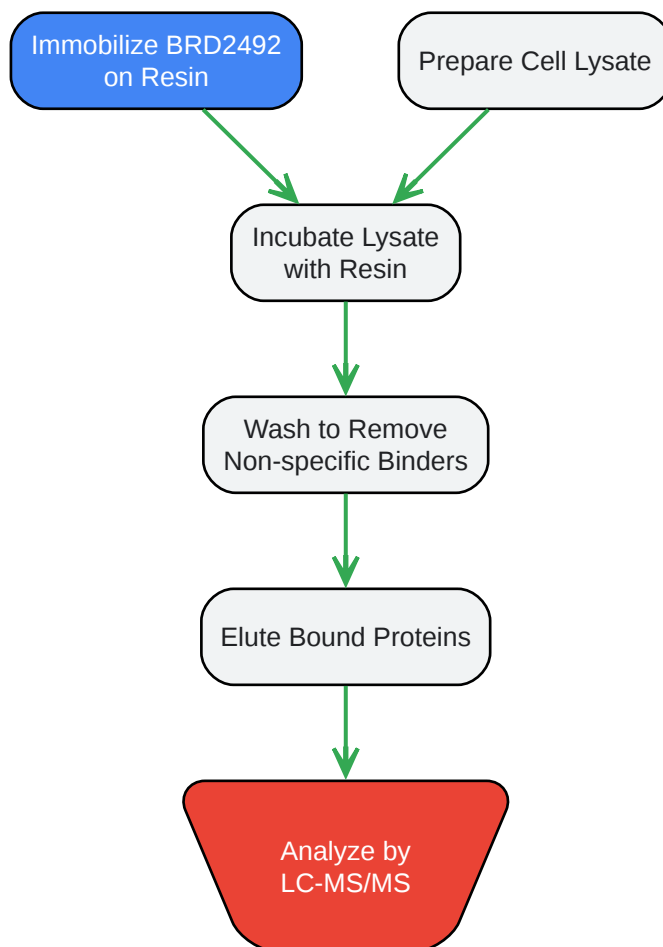 Immobilize BRD2492
on Resin
Prepare Cell Lysate
Incubate Lysate
with Resin
Wash to Remove
Non-specific Binders
Elute Bound Proteins
Analyze by
LC-MS/MS